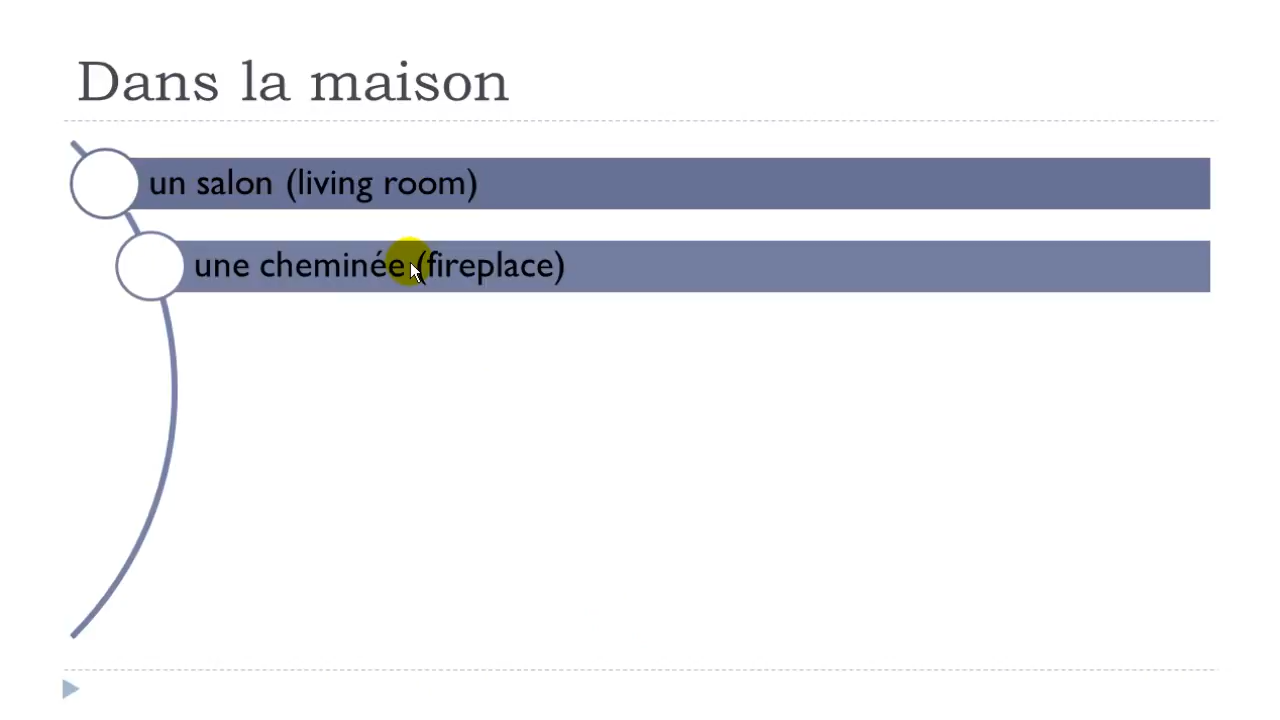 Dans la maison
un salon (living room)
une cheminée (fireplace)